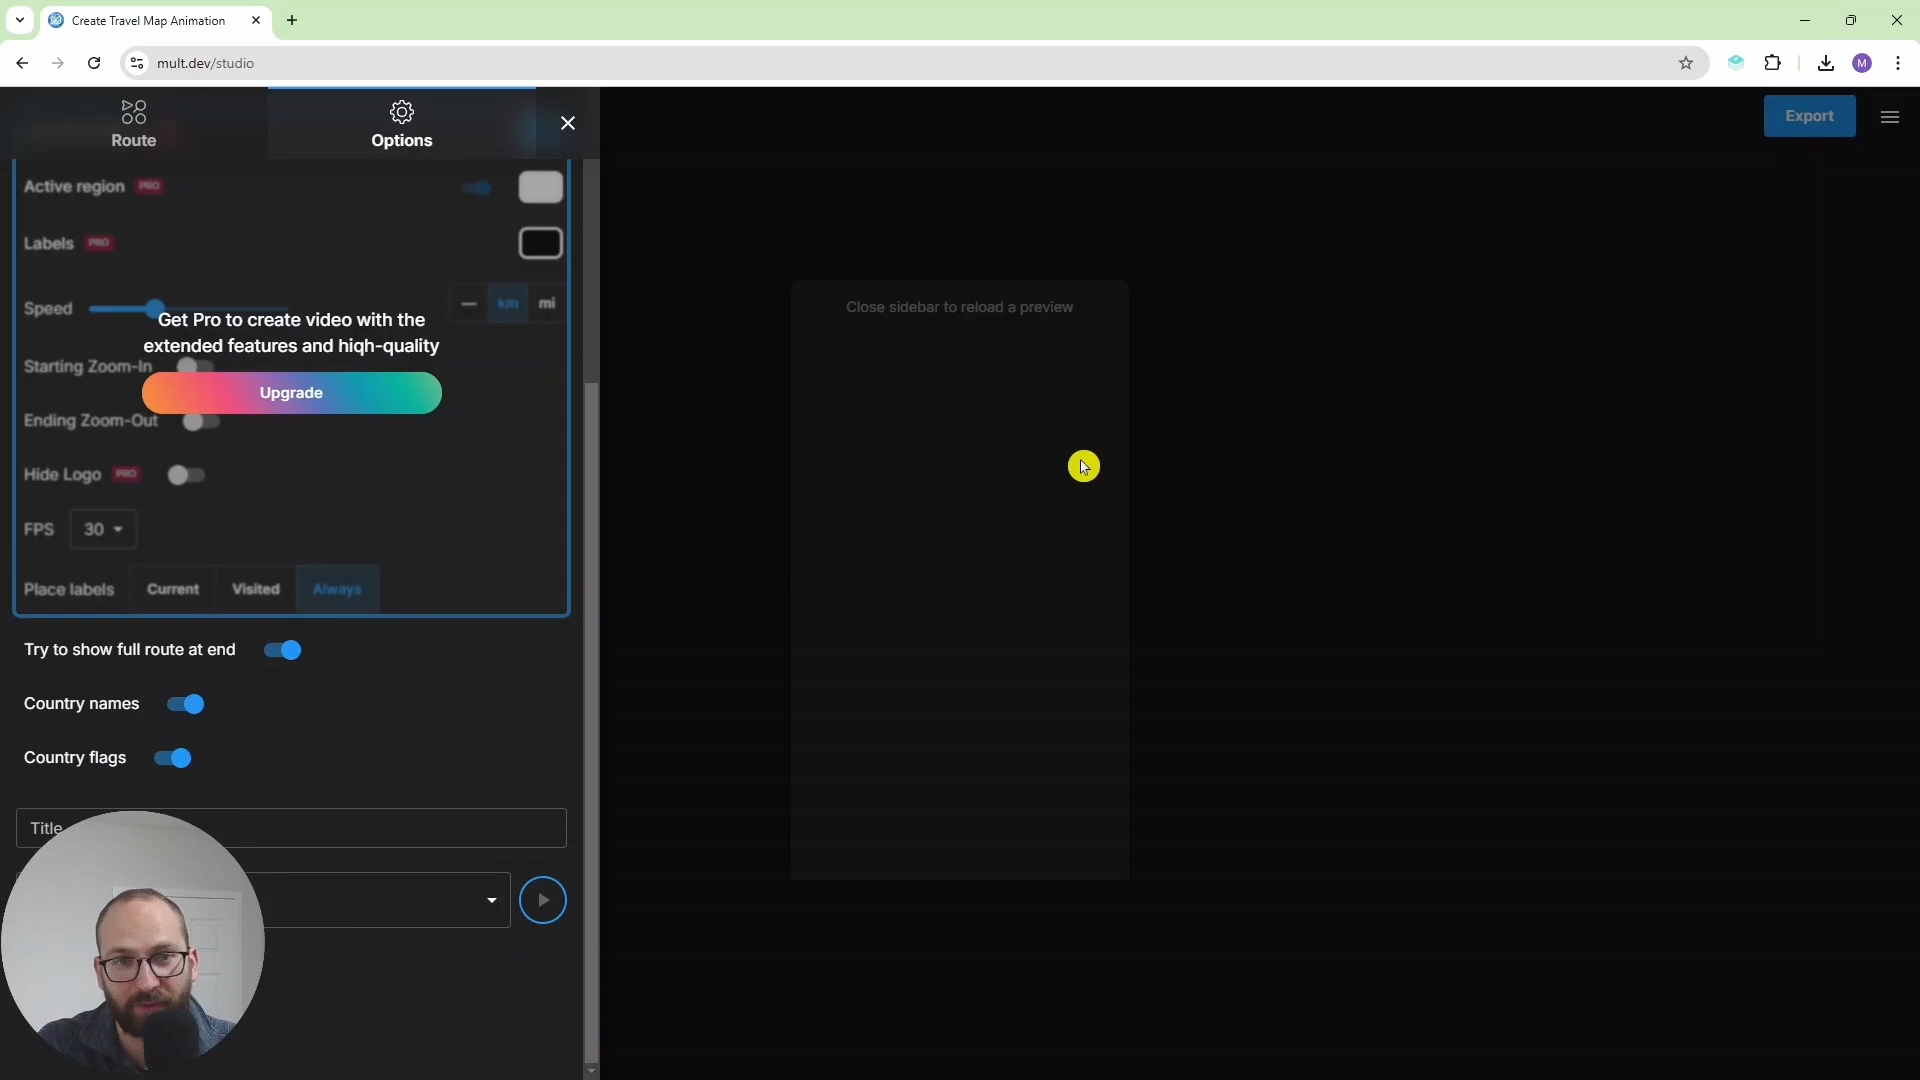 Create Travel Map Animation
mult.dev/studio
M
Route
Options
Export
Active region PRO
Labels PRO
Close sidebar to reload a preview
Speed
km
mi
Get Pro to create video with the
extended features and high-quality
Starting Zoom-In
Upgrade
Ending Zoom-Out
Hide Logo PRO
FPS 30
Place labels Current Visited Always
Try to show full route at end
Country names
Country flags
Title